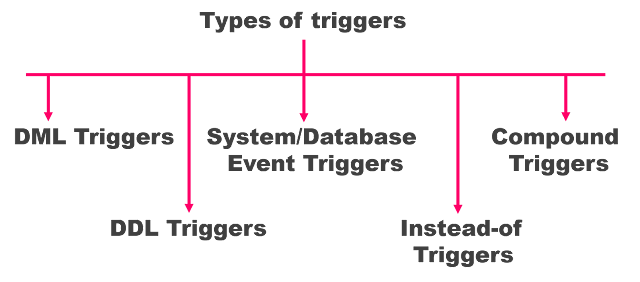 Types of triggers
DML Triggers
System/Database
Event Triggers
Compound
Triggers
DDL Triggers
Instead-of
Triggers